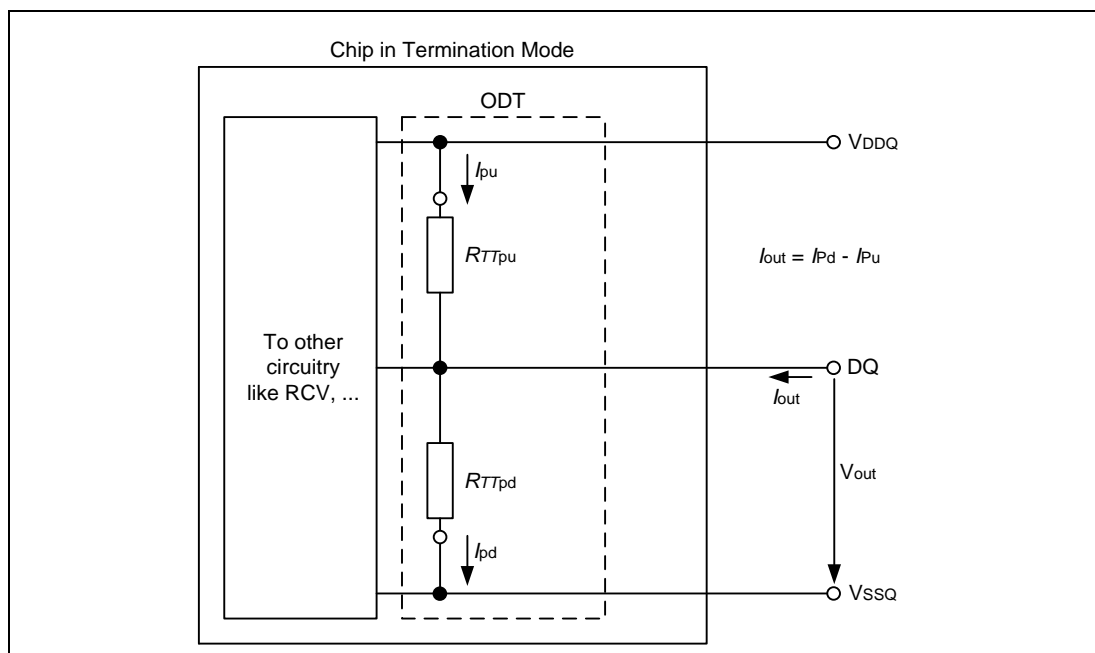 Chip in Termination Mode
ODT
VDDQ
Ipu
RTTpu
Iout = IPd - IPu
To other
circuitry
like RCV, ...
DQ
Iout
RTTpd
Vout
Ipd
VSSQ